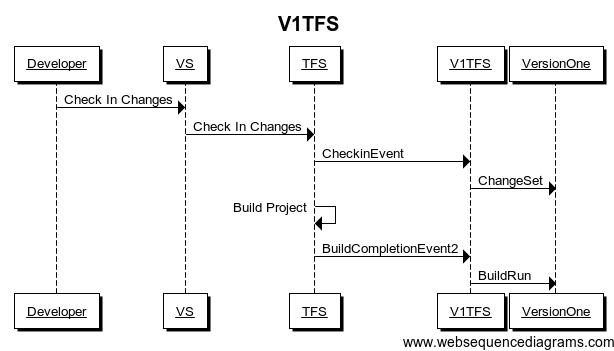 V1TFS
Developer VS TFS V1TFS VersionOne
Check In Changes
Check In Changes
CheckinEvent
ChangeSet
Build Project
BuildCompletionEvent2
BuildRun
Developer VS TFS V1TFS VersionOne
www.websequencediagrams.com